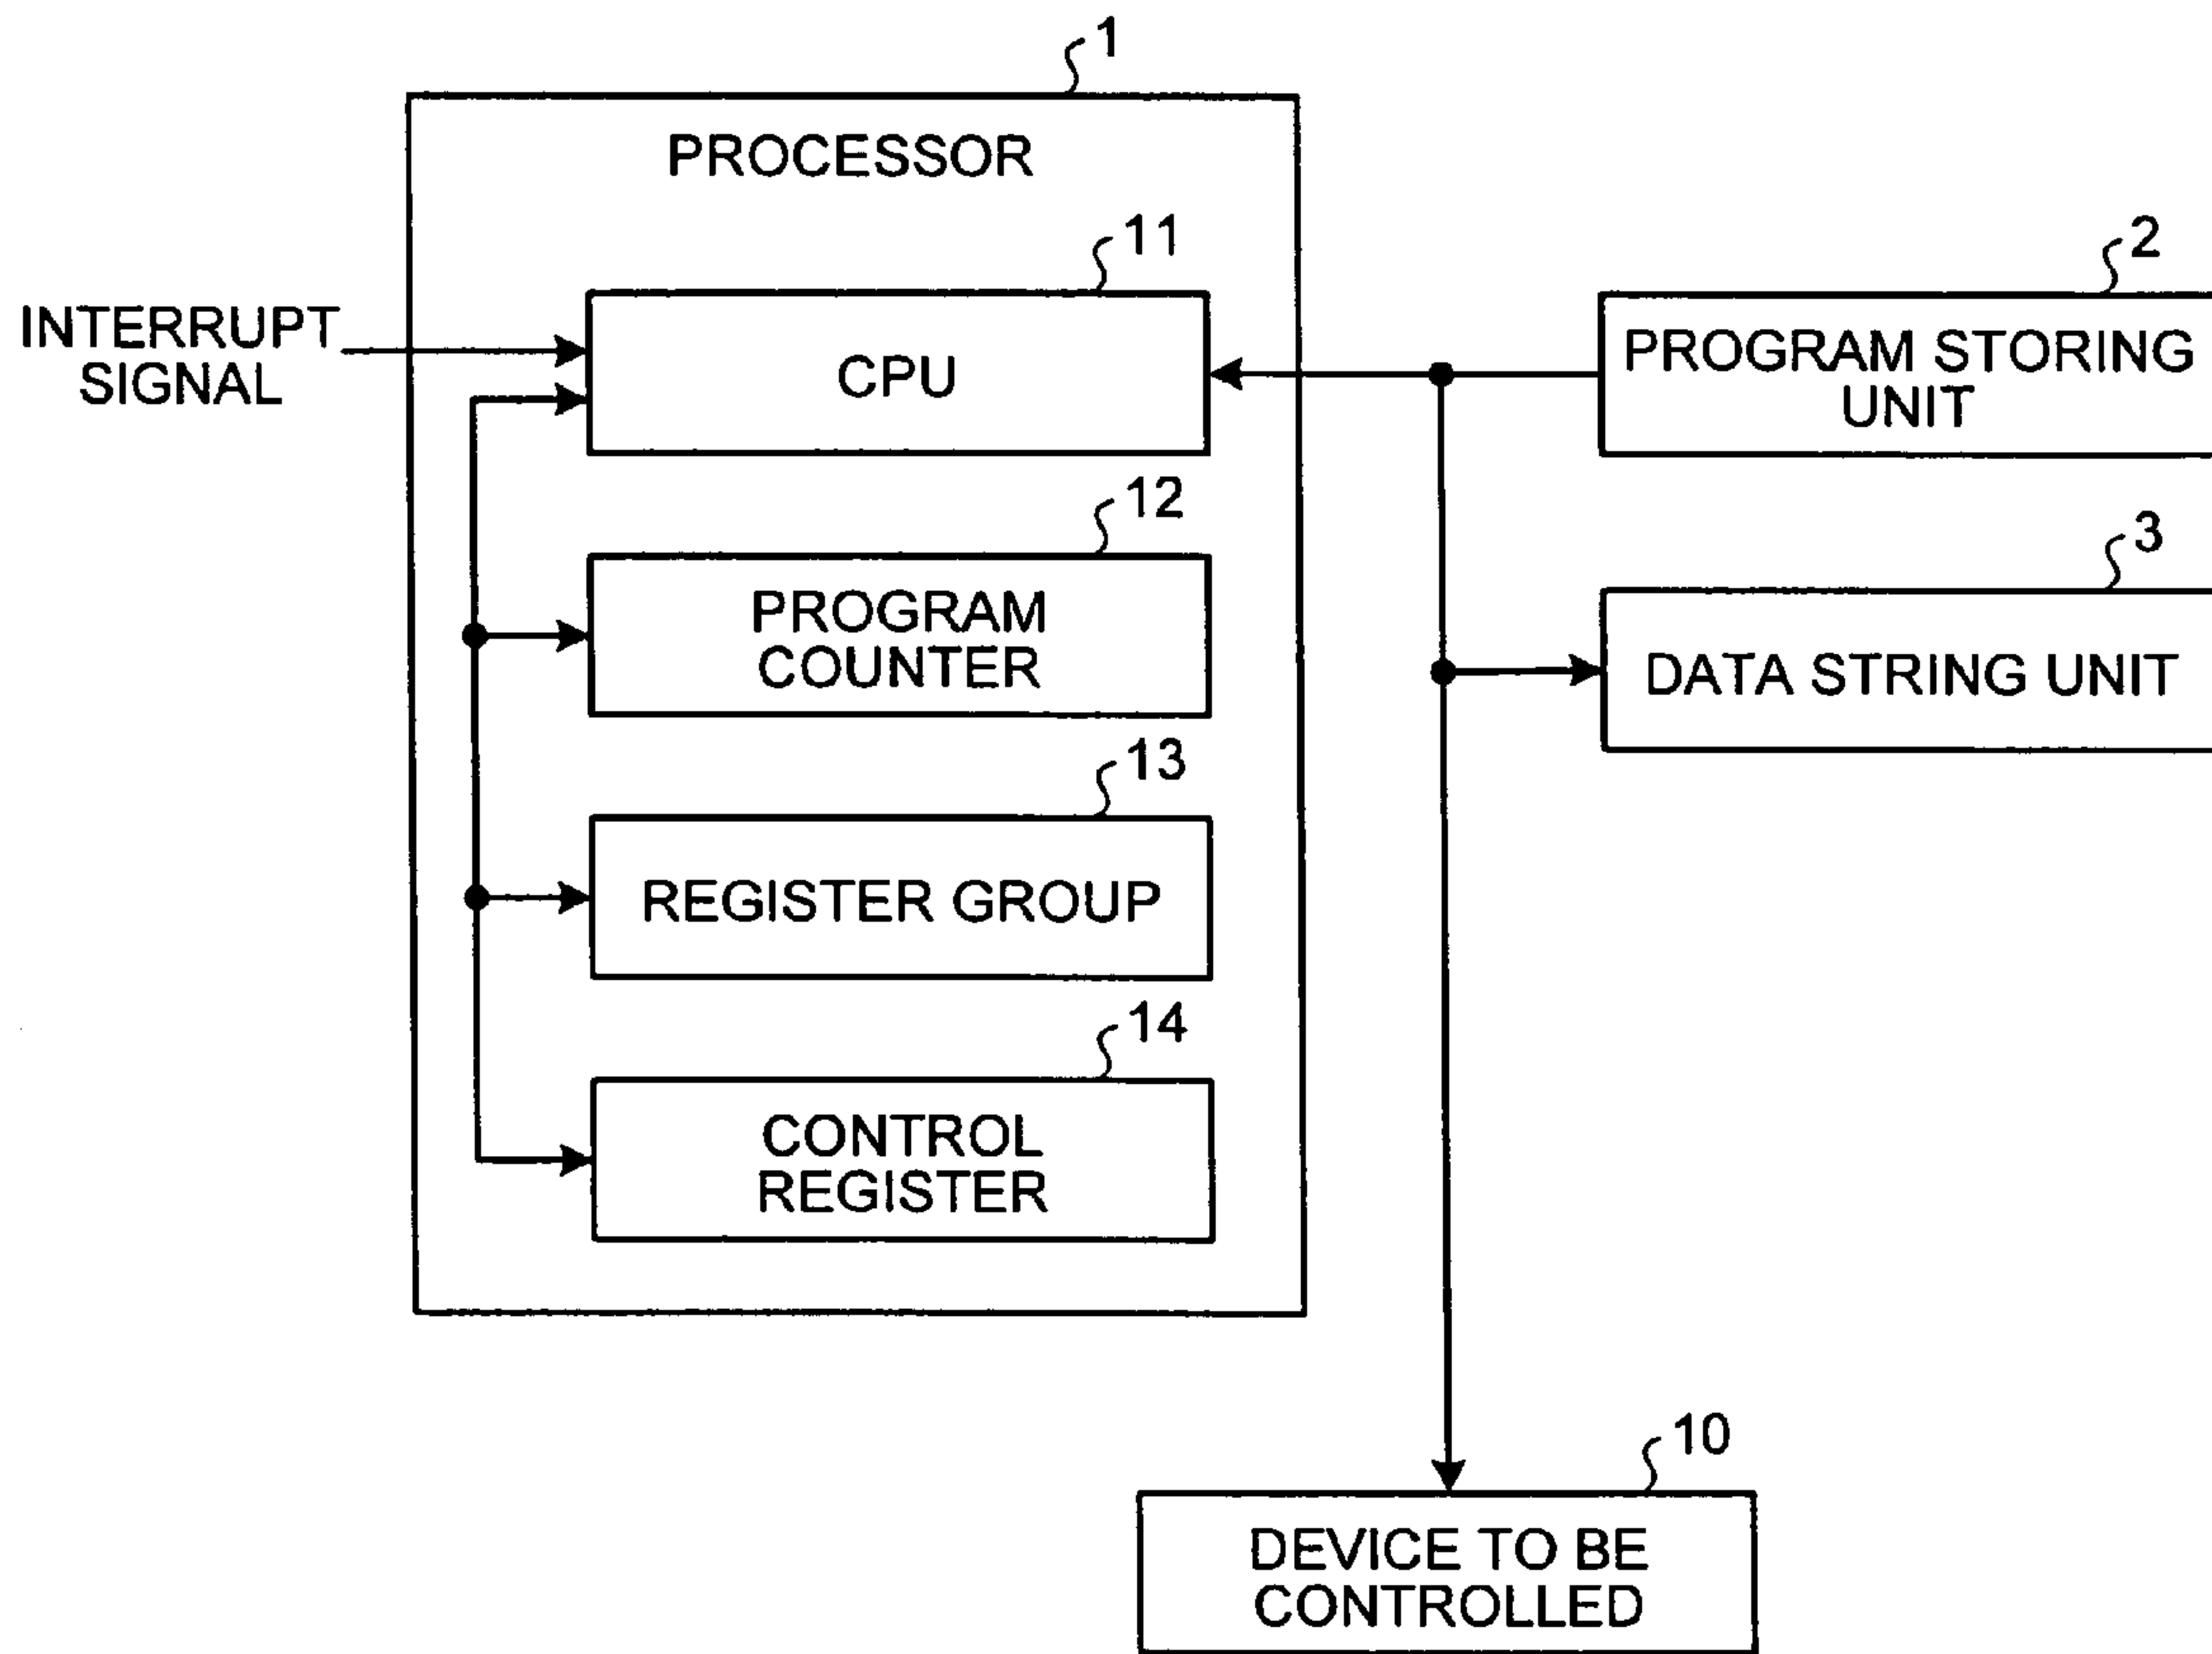 1
PROCESSOR
11
INTERRUPT
SIGNAL
CPU
2
PROGRAM STORING
UNIT
12
PROGRAM
COUNTER
3
DATA STRING UNIT
13
REGISTER GROUP
14
CONTROL
REGISTER
10
DEVICE TO BE
CONTROLLED